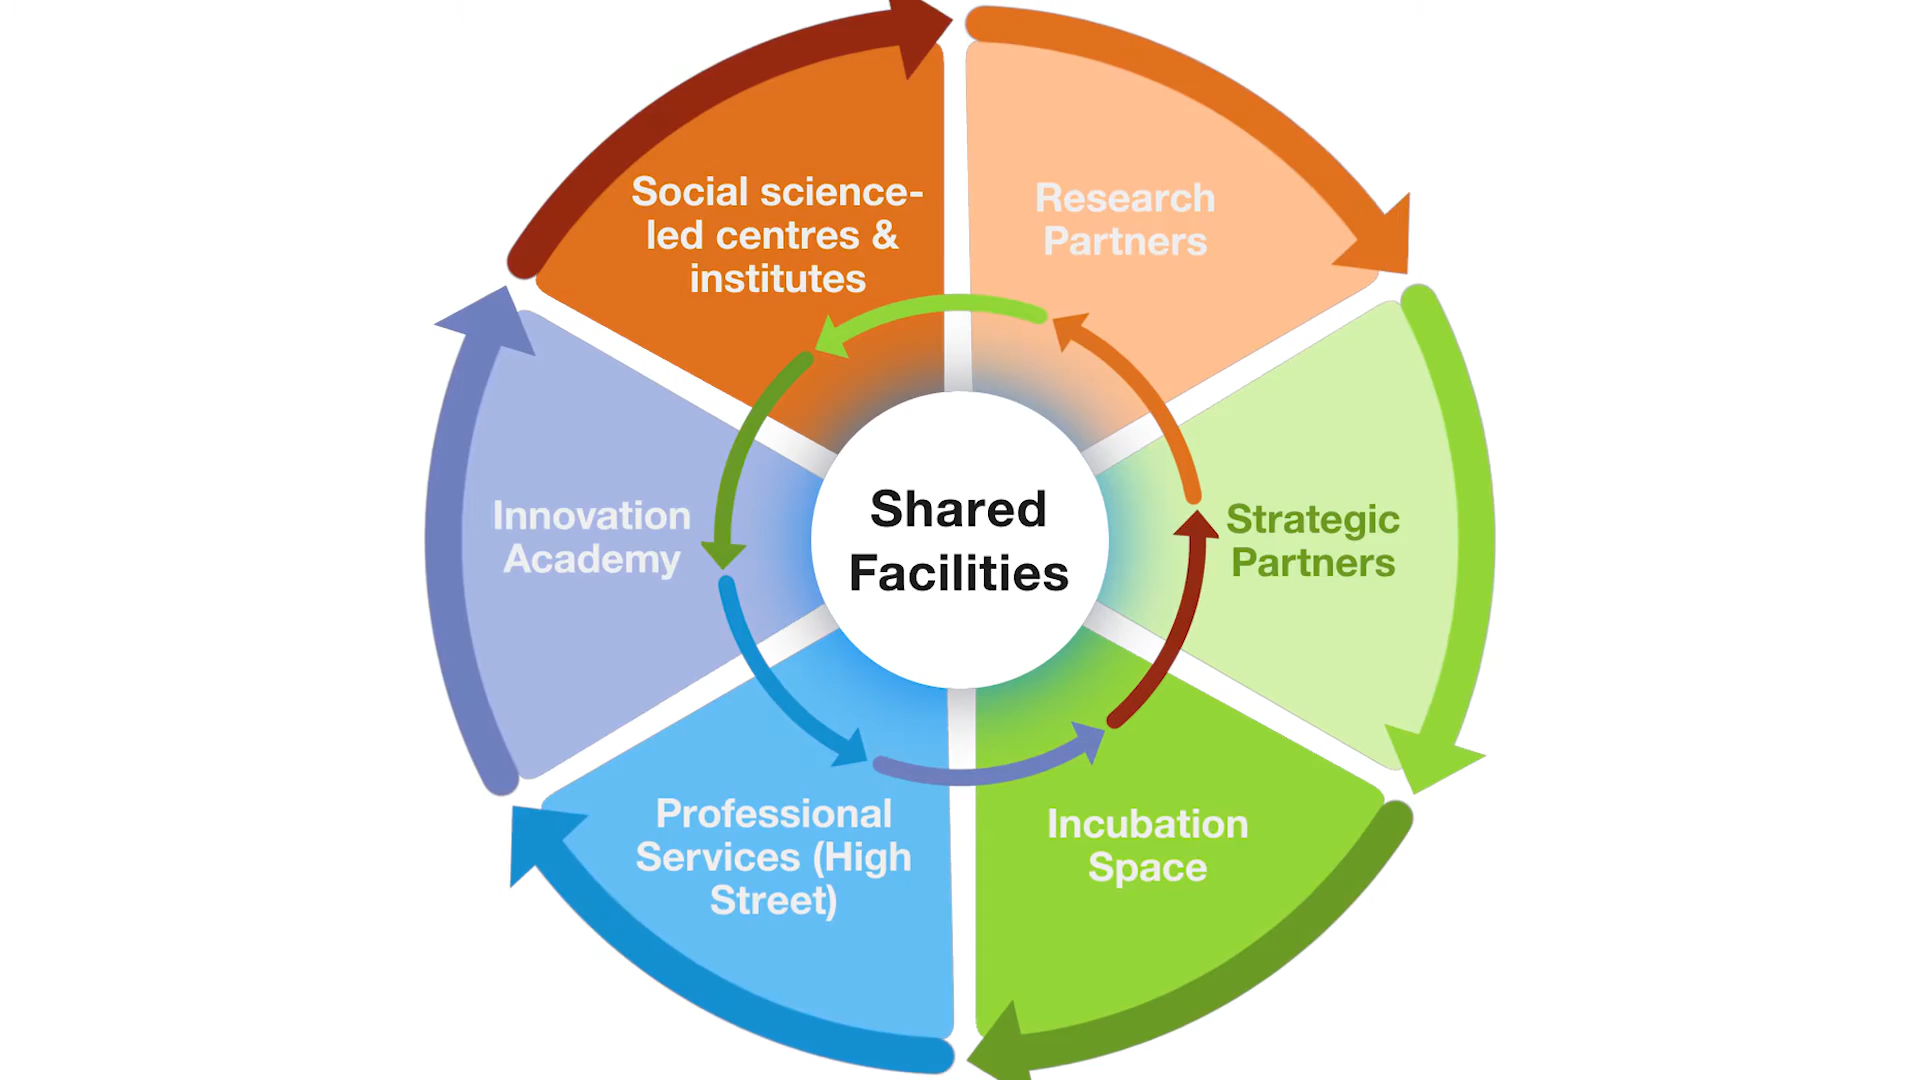 Social science-
led centres &
institutes
Research
Partners
Innovation
Academy
Shared
Facilities
Strategic
Partners
Professional
Services (High
Street)
Incubation
Space